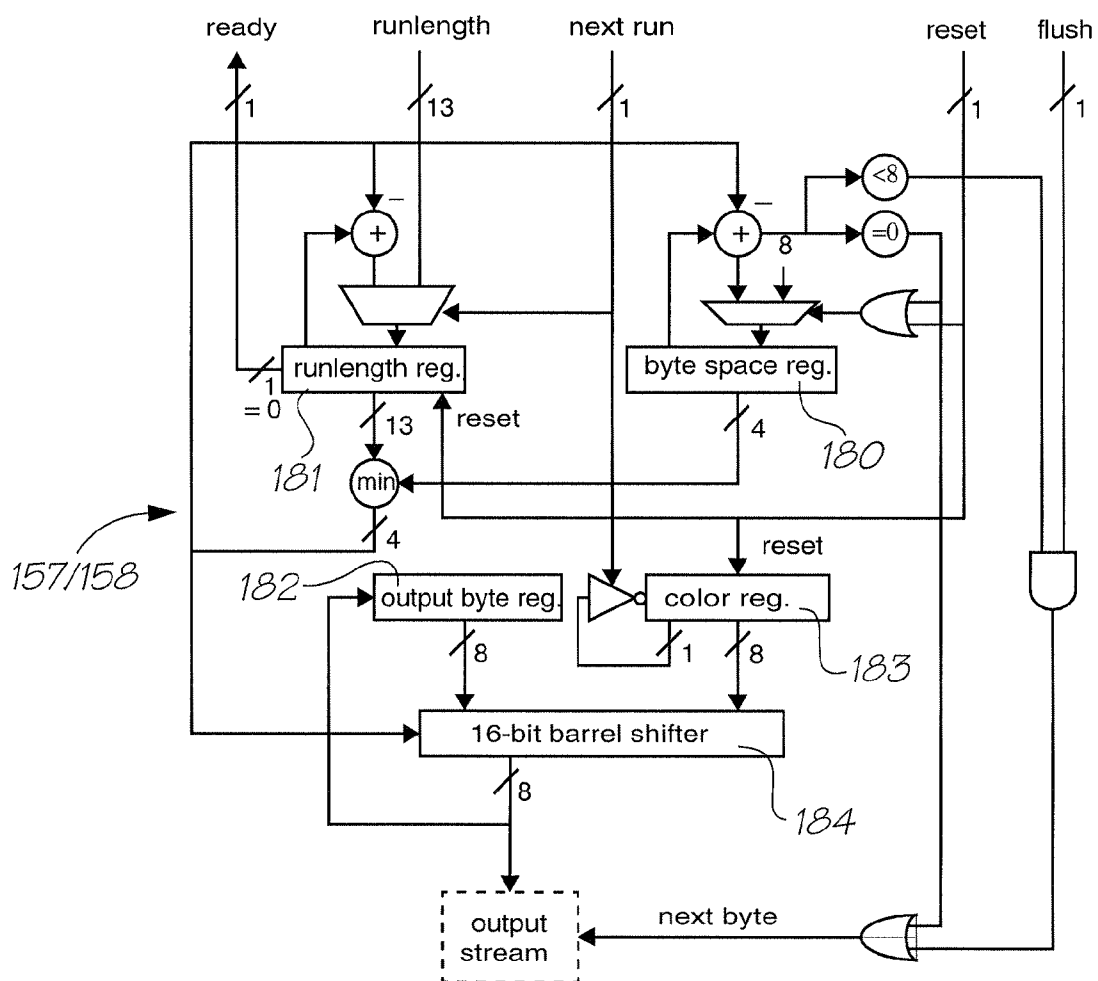 ready
runlength
next run
reset
flush
1
13
1
1
1
<8
−
−
+
+
=0
8
runlength reg.
byte space reg.
1
= 0
13
reset
4
181
180
min
4
157/158
reset
182
output byte reg.
color reg.
8
1
8
183
16-bit barrel shifter
8
184
output
stream
next byte